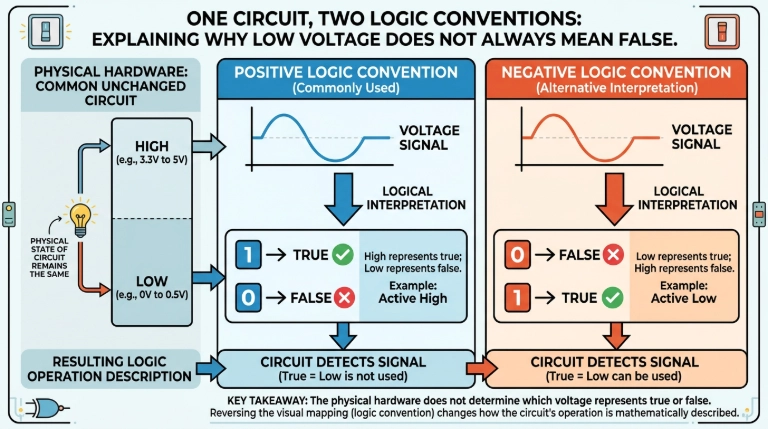 ONE CIRCUIT, TWO LOGIC CONVENTIONS:
EXPLAINING WHY LOW VOLTAGE DOES NOT ALWAYS MEAN FALSE.
PHYSICAL HARDWARE:
COMMON UNCHANGED
CIRCUIT
HIGH
(e.g., 3.3V to 5V)
PHYSICAL
STATE OF
CIRCUIT
REMAINS
THE SAME
LOW
(e.g., 0V to 0.5V)
RESULTING LOGIC
OPERATION DESCRIPTION
POSITIVE LOGIC CONVENTION
(Commonly Used)
VOLTAGE
SIGNAL
LOGICAL
INTERPRETATION
1 → TRUE
0 → FALSE
High represents true;
Low represents false.
Example:
Active High
CIRCUIT DETECTS SIGNAL
(True = Low is not used)
NEGATIVE LOGIC CONVENTION
(Alternative Interpretation)
VOLTAGE
SIGNAL
LOGICAL
INTERPRETATION
0 → FALSE
1 → TRUE
Low represents true;
High represents false.
Example:
Active Low
CIRCUIT DETECTS SIGNAL
(True = Low can be used)
KEY TAKEAWAY: The physical hardware does not determine which voltage represents true or false.
Reversing the visual mapping (logic convention) changes how the circuit's operation is mathematically described.